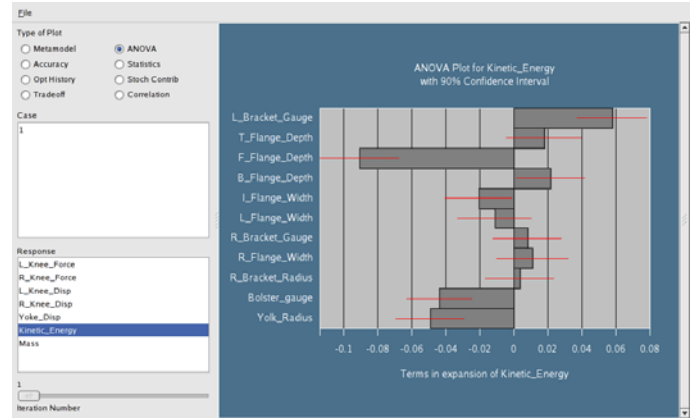 File
Type of Plot
Metamodel
ANOVA
Accuracy
Statistics
Opt History
Stoch Contrib
Tradeoff
Correlation
Case
1
Response
L_Knee_Force
R_Knee_Force
L_Knee_Disp
R_Knee_Disp
Yoke_Disp
Kinetic_Energy
Mass
1
Iteration Number
ANOVA Plot for Kinetic_Energy
with 90% Confidence Interval
L_Bracket_Gauge
T_Flange_Depth
F_Flange_Depth
B_Flange_Depth
I_Flange_Width
L_Flange_Width
R_Bracket_Gauge
R_Flange_Width
R_Bracket_Radius
Bolster_gauge
Yolk_Radius
-0.1 -0.08 -0.06 -0.04 -0.02 0 0.02 0.04 0.06 0.08
Terms in expansion of Kinetic_Energy